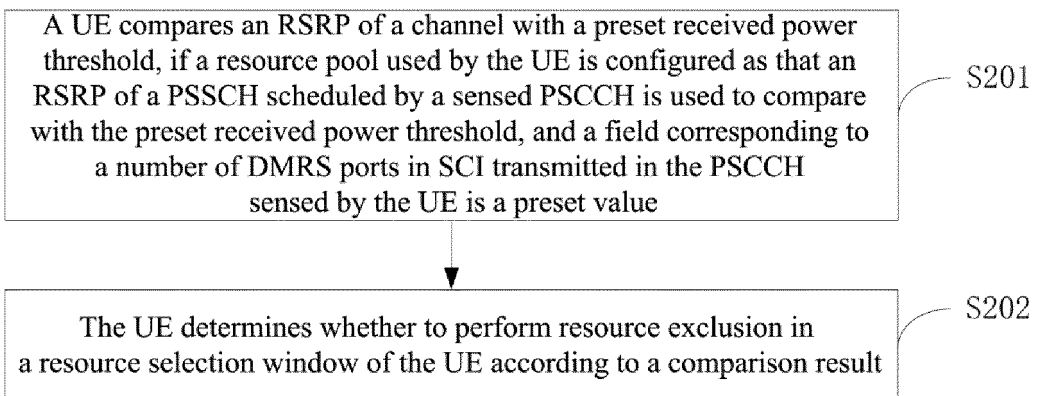 A UE compares an RSRP of a channel with a preset received power
threshold, if a resource pool used by the UE is configured as that an
RSRP of a PSSCH scheduled by a sensed PSCCH is used to compare
with the preset received power threshold, and a field corresponding to
a number of DMRS ports in SCI transmitted in the PSCCH
sensed by the UE is a preset value
S201
The UE determines whether to perform resource exclusion in
a resource selection window of the UE according to a comparison result
S202